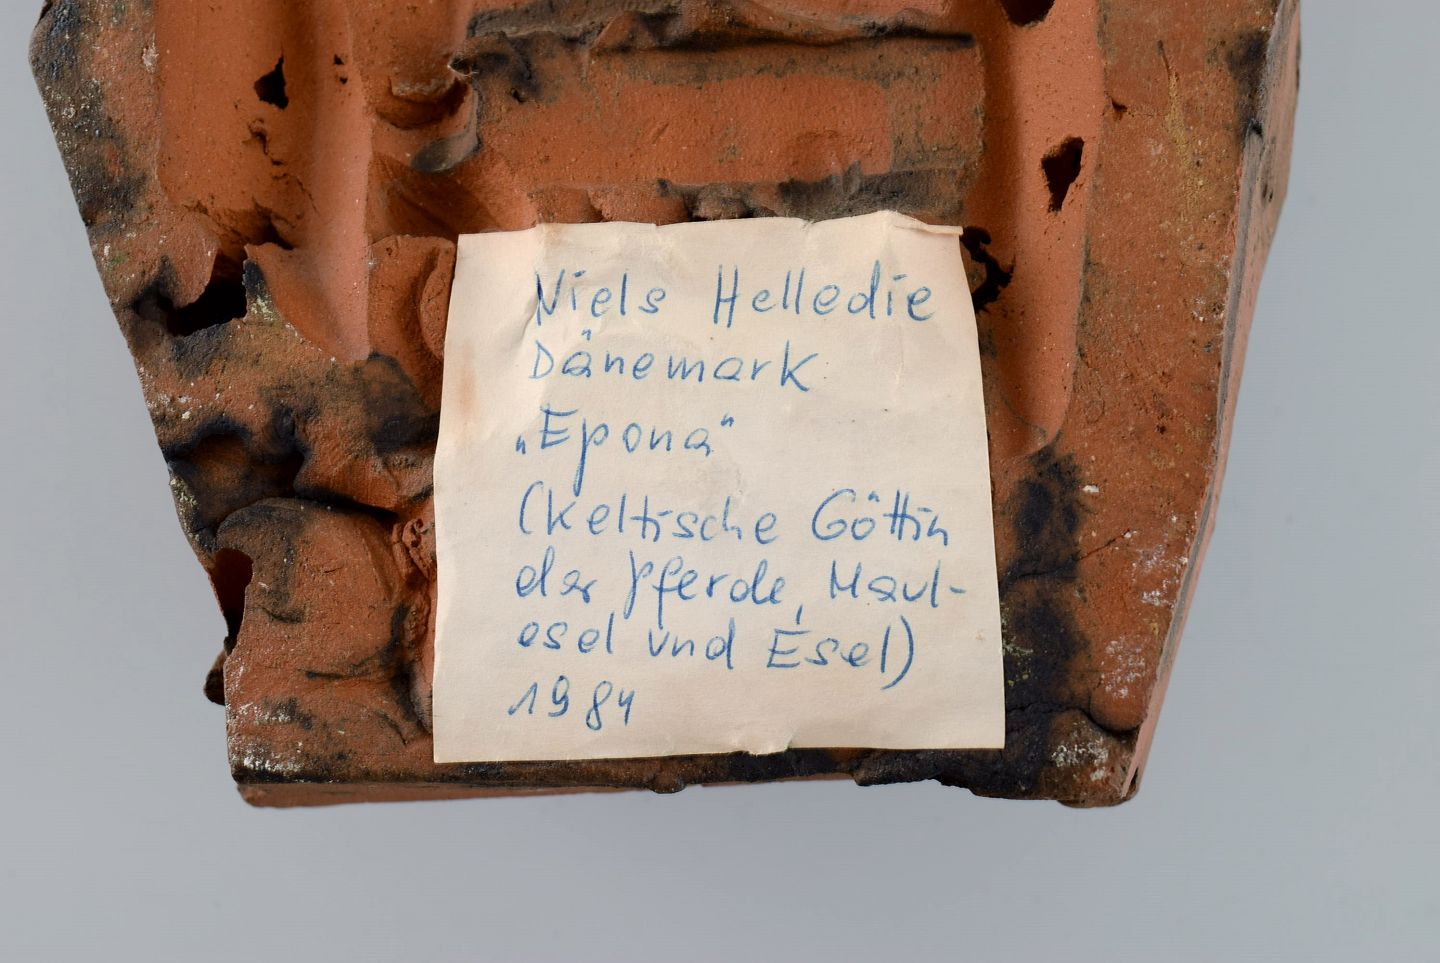 Niels Helledie
Dänemark
„Epona"
(keltische Göttin
der Pferde, Maul-
esel und Esel)
1984